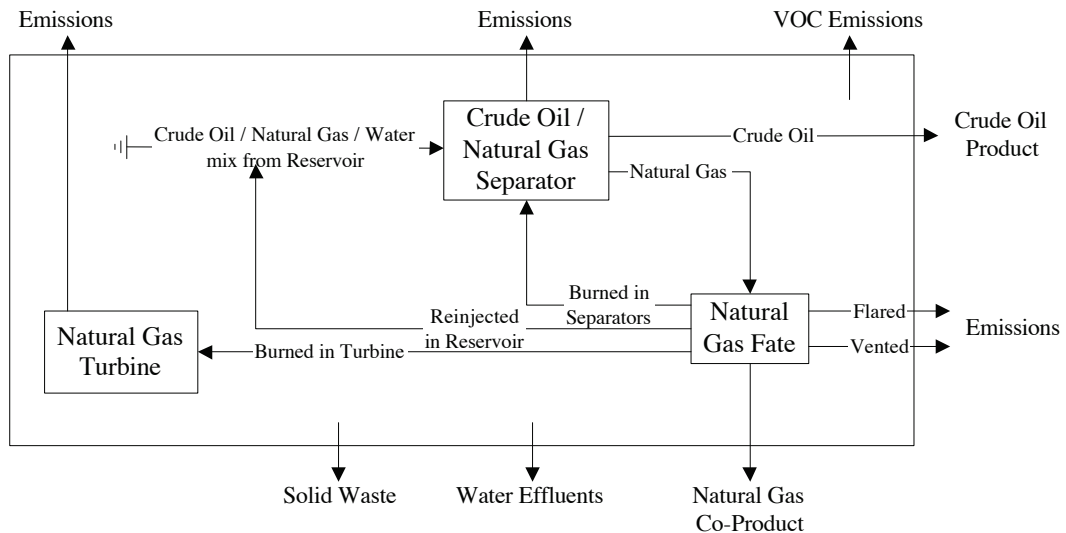 Emissions
Emissions
VOC Emissions
Crude Oil / Natural Gas / Water
mix from Reservoir
Crude Oil /
Natural Gas
Separator
Crude Oil
Crude Oil
Product
Natural Gas
Burned in
Separators
Natural
Gas Fate
Flared
Vented
Emissions
Reinjected
in Reservoir
Burned in Turbine
Natural Gas
Turbine
Solid Waste
Water Effluents
Natural Gas
Co-Product